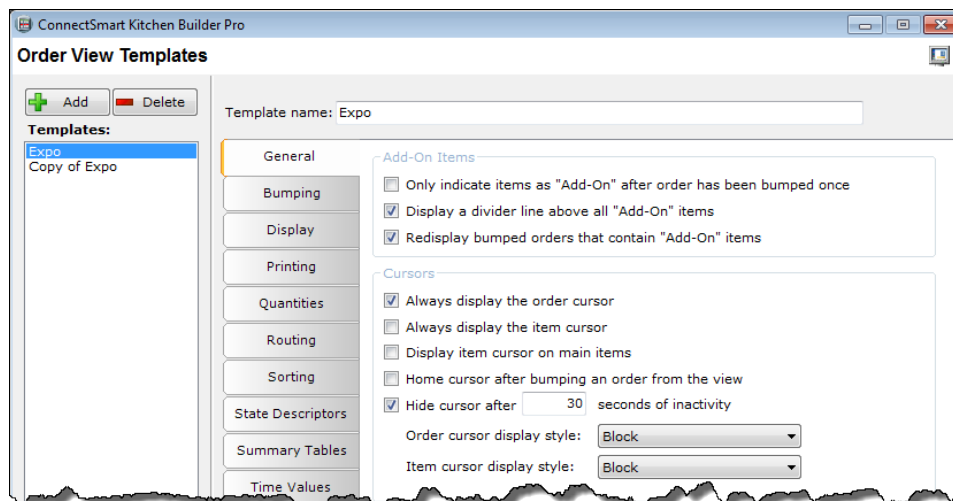 ConnectSmart Kitchen Builder Pro
Order View Templates
Add
Delete
Templates:
Expo
Copy of Expo
Template name: Expo
General
Bumping
Display
Printing
Quantities
Routing
Sorting
State Descriptors
Summary Tables
Time Values
Add-On Items
Only indicate items as "Add-On" after order has been bumped once
Display a divider line above all "Add-On" items
Redisplay bumped orders that contain "Add-On" items
Cursors
Always display the order cursor
Always display the item cursor
Display item cursor on main items
Home cursor after bumping an order from the view
Hide cursor after 30 seconds of inactivity
Order cursor display style: Block
Item cursor display style: Block